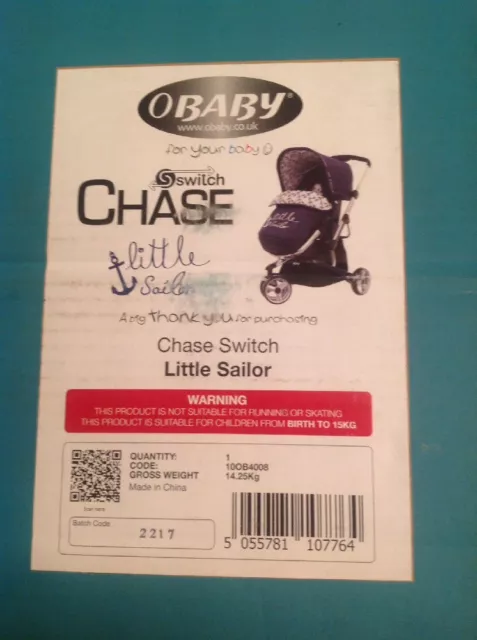 OBABY®
www.obaby.co.uk
for your baby
switch
CHASE
little
Sailor
A big thank you for purchasing
Chase Switch
Little Sailor
WARNING
THIS PRODUCT IS NOT SUITABLE FOR RUNNING OR SKATING
THIS PRODUCT IS SUITABLE FOR CHILDREN FROM BIRTH TO 15KG
QUANTITY: 1
CODE: 10OB4008
GROSS WEIGHT 14.25Kg
Made in China
Batch Code
2217
5 055781 107764